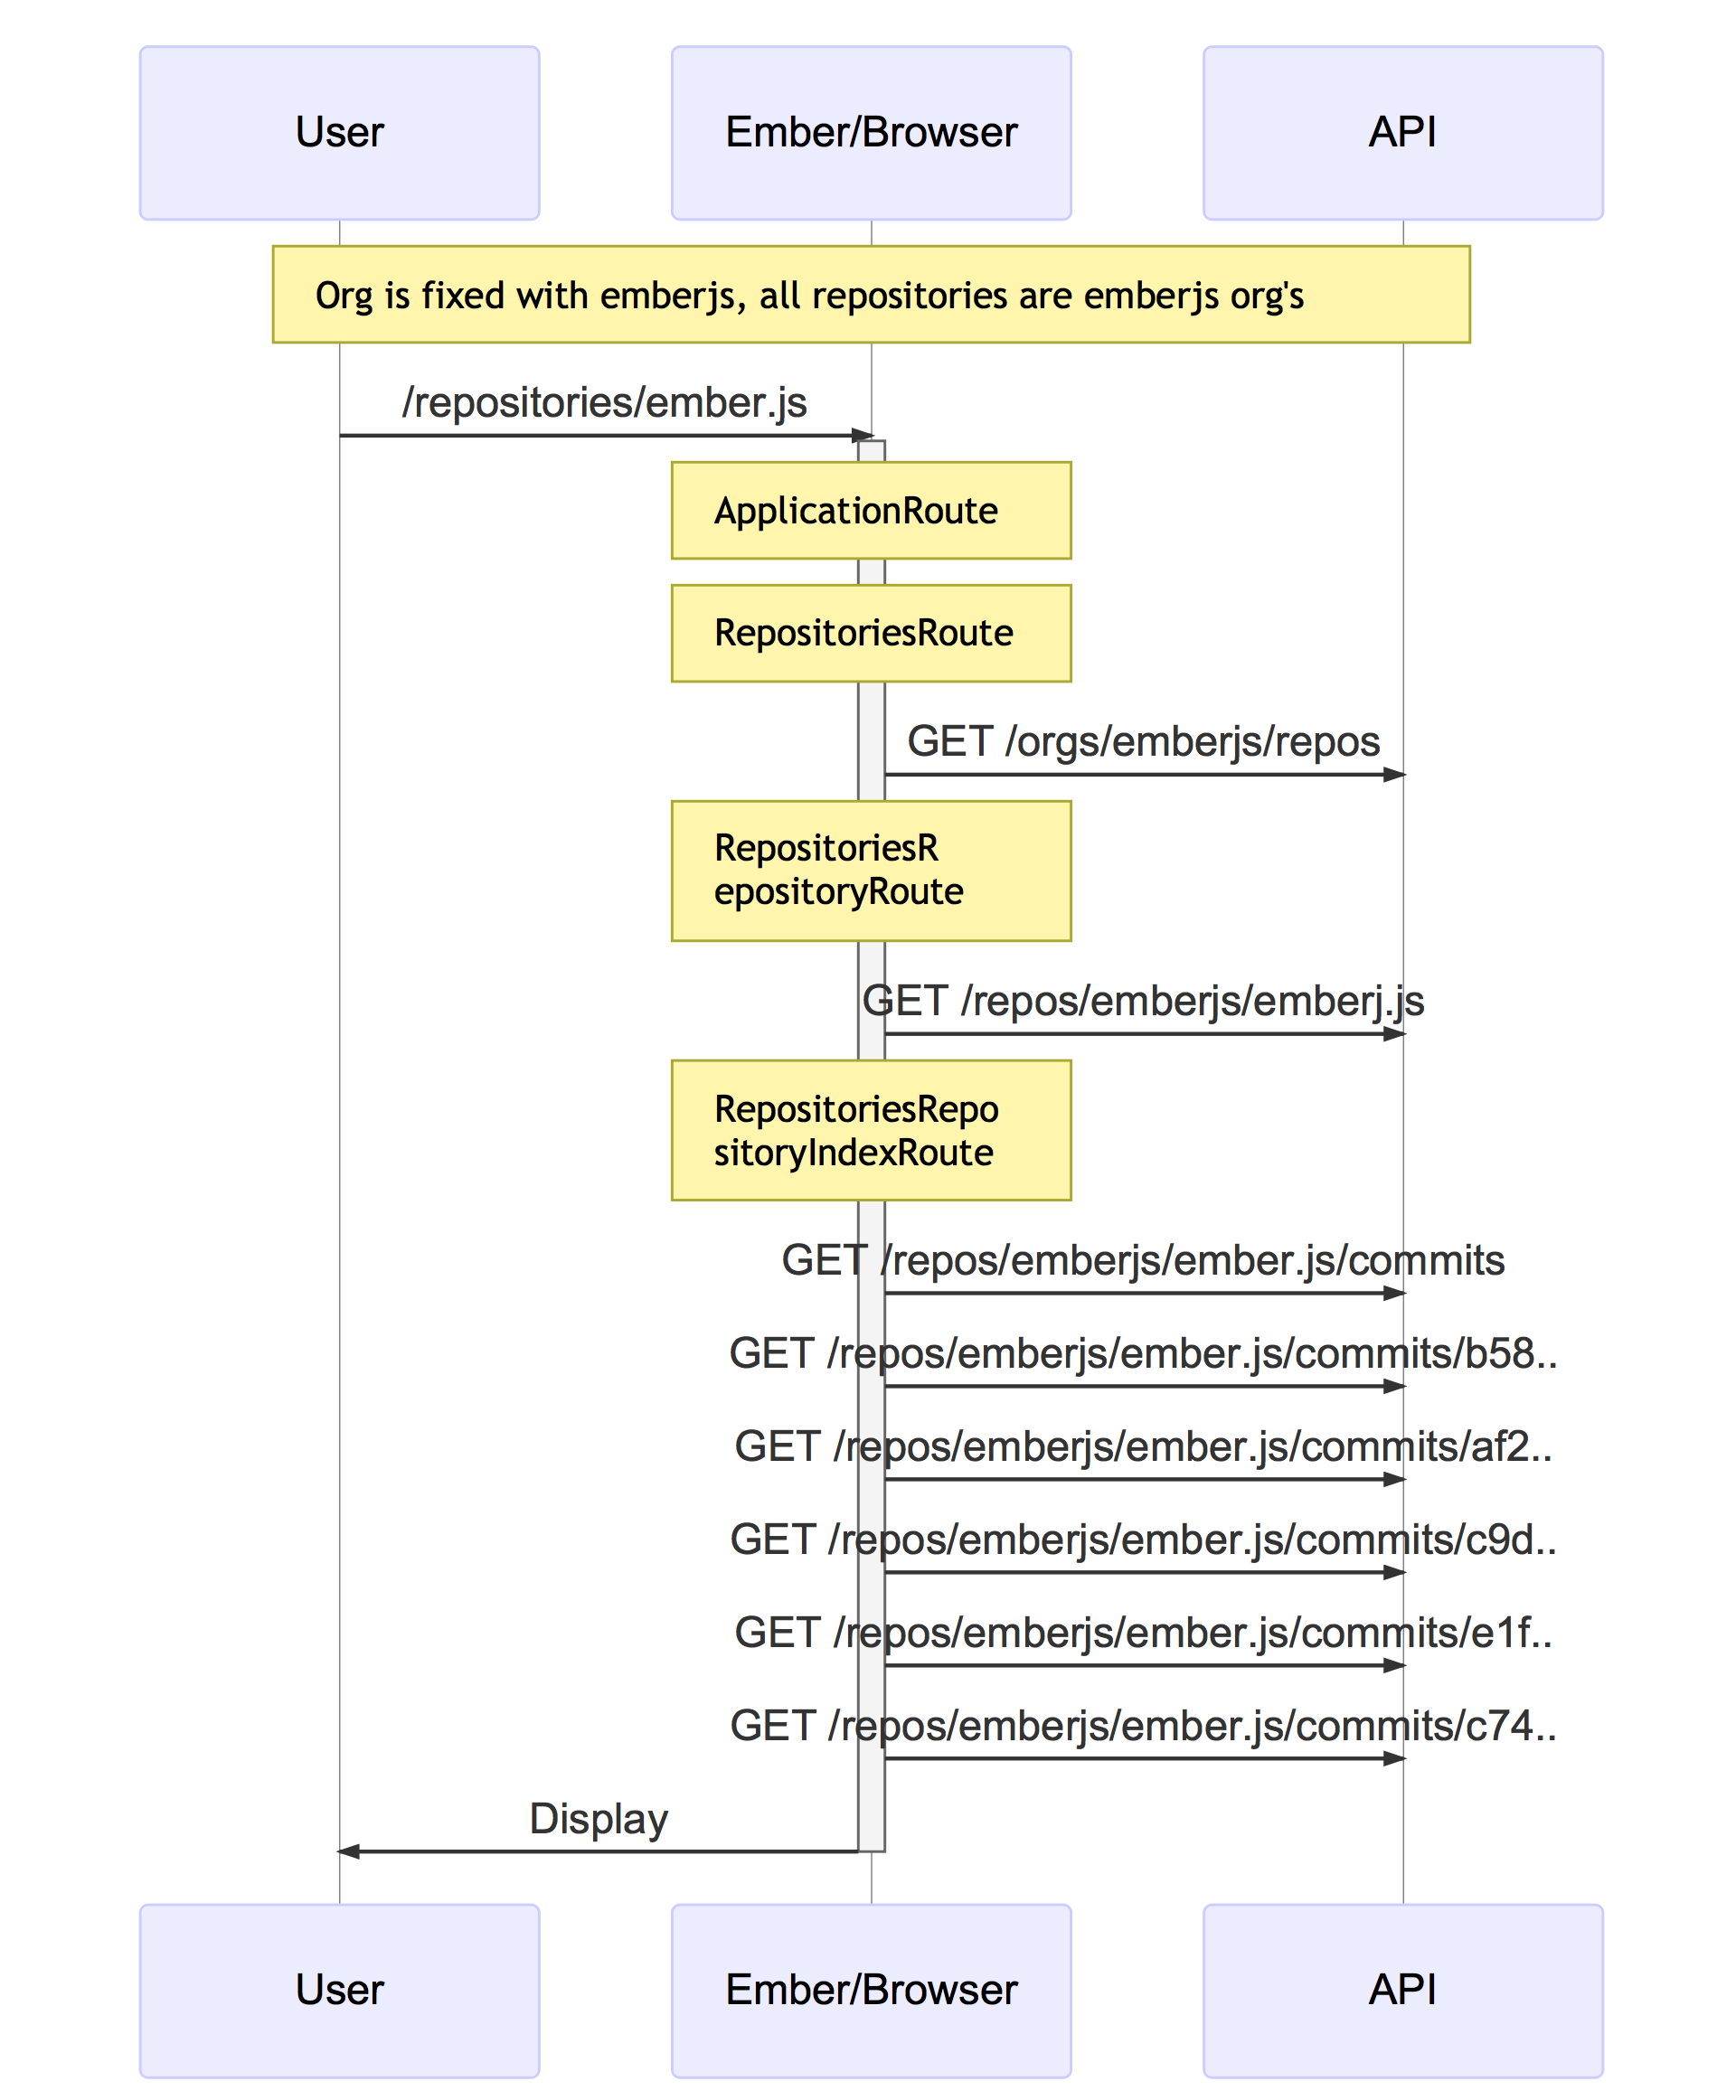 User
Ember/Browser
API
Org is fixed with emberjs, all repositories are emberjs org's
/repositories/ember.js
ApplicationRoute
RepositoriesRoute
GET /orgs/emberjs/repos
RepositoriesR
epositoryRoute
GET /repos/emberjs/emberj.js
RepositoriesRepo
sitoryIndexRoute
GET /repos/emberjs/ember.js/commits
GET /repos/emberjs/ember.js/commits/b58..
GET /repos/emberjs/ember.js/commits/af2..
GET /repos/emberjs/ember.js/commits/c9d..
GET /repos/emberjs/ember.js/commits/e1f..
GET /repos/emberjs/ember.js/commits/c74..
Display
User
Ember/Browser
API